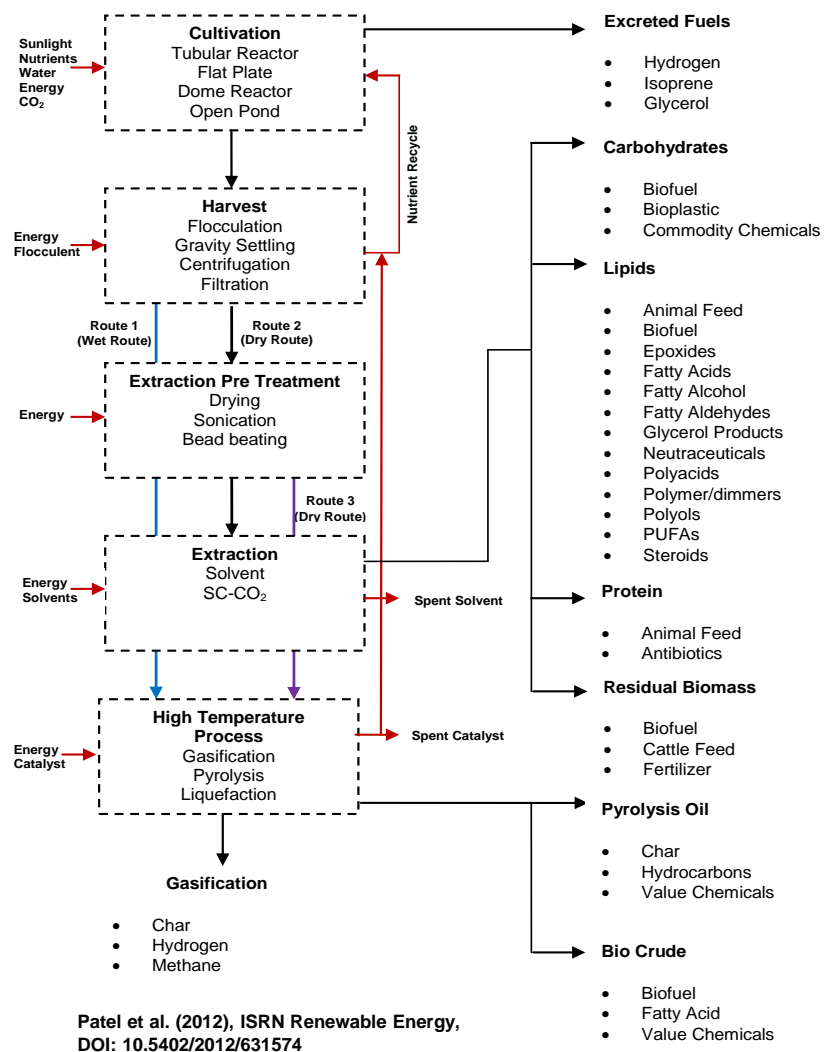 Cultivation
Tubular Reactor
Flat Plate
Dome Reactor
Open Pond
Sunlight
Nutrients
Water
Energy
CO₂
Nutrient Recycle
Harvest
Flocculation
Gravity Settling
Centrifugation
Filtration
Energy
Flocculent
Route 1
(Wet Route)
Route 2
(Dry Route)
Extraction Pre Treatment
Drying
Sonication
Bead beating
Energy
Route 3
(Dry Route)
Extraction
Solvent
SC-CO₂
Energy
Solvents
Spent Solvent
High Temperature
Process
Gasification
Pyrolysis
Liquefaction
Energy
Catalyst
Spent Catalyst
Gasification
• Char
• Hydrogen
• Methane
Excreted Fuels
• Hydrogen
• Isoprene
• Glycerol
Carbohydrates
• Biofuel
• Bioplastic
• Commodity Chemicals
Lipids
• Animal Feed
• Biofuel
• Epoxides
• Fatty Acids
• Fatty Alcohol
• Fatty Aldehydes
• Glycerol Products
• Neutraceuticals
• Polyacids
• Polymer/dimmers
• Polyols
• PUFAs
• Steroids
Protein
• Animal Feed
• Antibiotics
Residual Biomass
• Biofuel
• Cattle Feed
• Fertilizer
Pyrolysis Oil
• Char
• Hydrocarbons
• Value Chemicals
Bio Crude
• Biofuel
• Fatty Acid
• Value Chemicals
Patel et al. (2012), ISRN Renewable Energy,
DOI: 10.5402/2012/631574